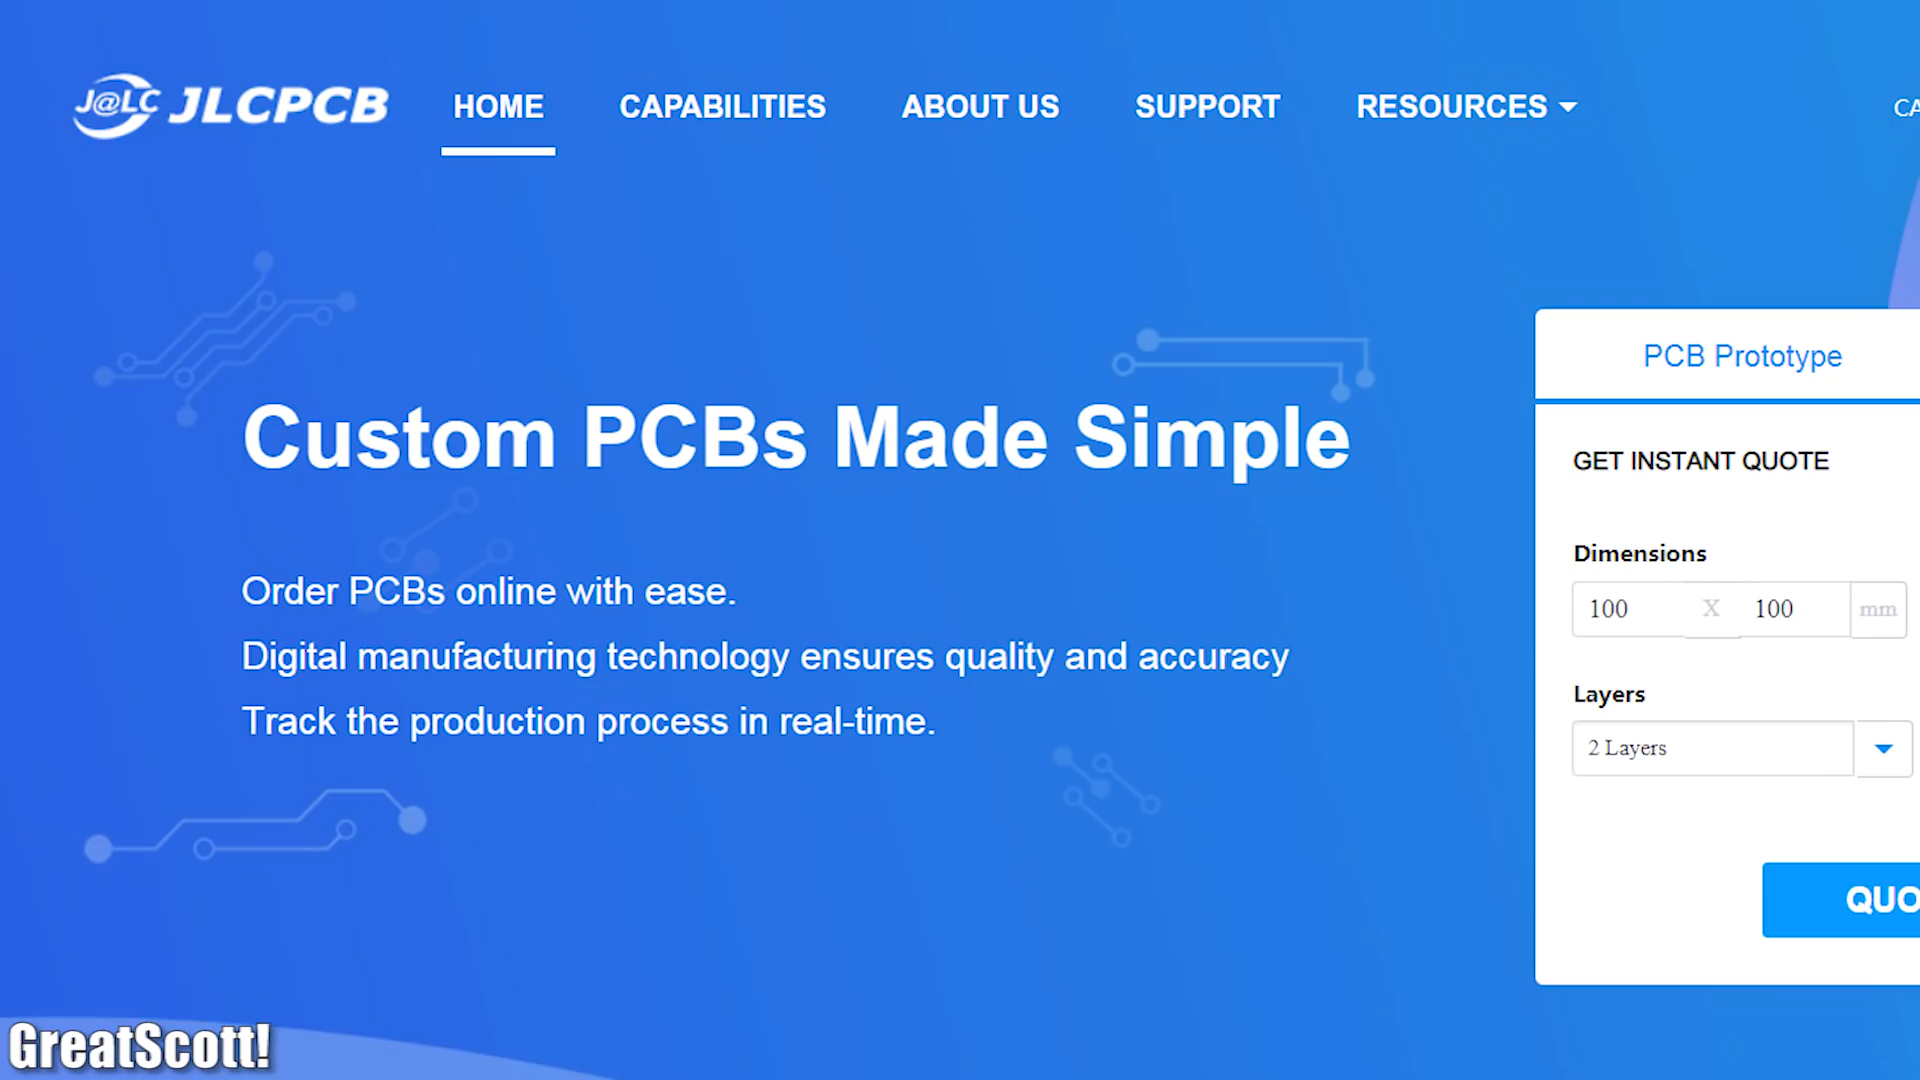 J@LC JLCPCB
HOME CAPABILITIES ABOUT US SUPPORT RESOURCES
Custom PCBs Made Simple
Order PCBs online with ease.
Digital manufacturing technology ensures quality and accuracy
Track the production process in real-time.
PCB Prototype
GET INSTANT QUOTE
Dimensions
100 X 100 mm
Layers
2 Layers
GreatScott!